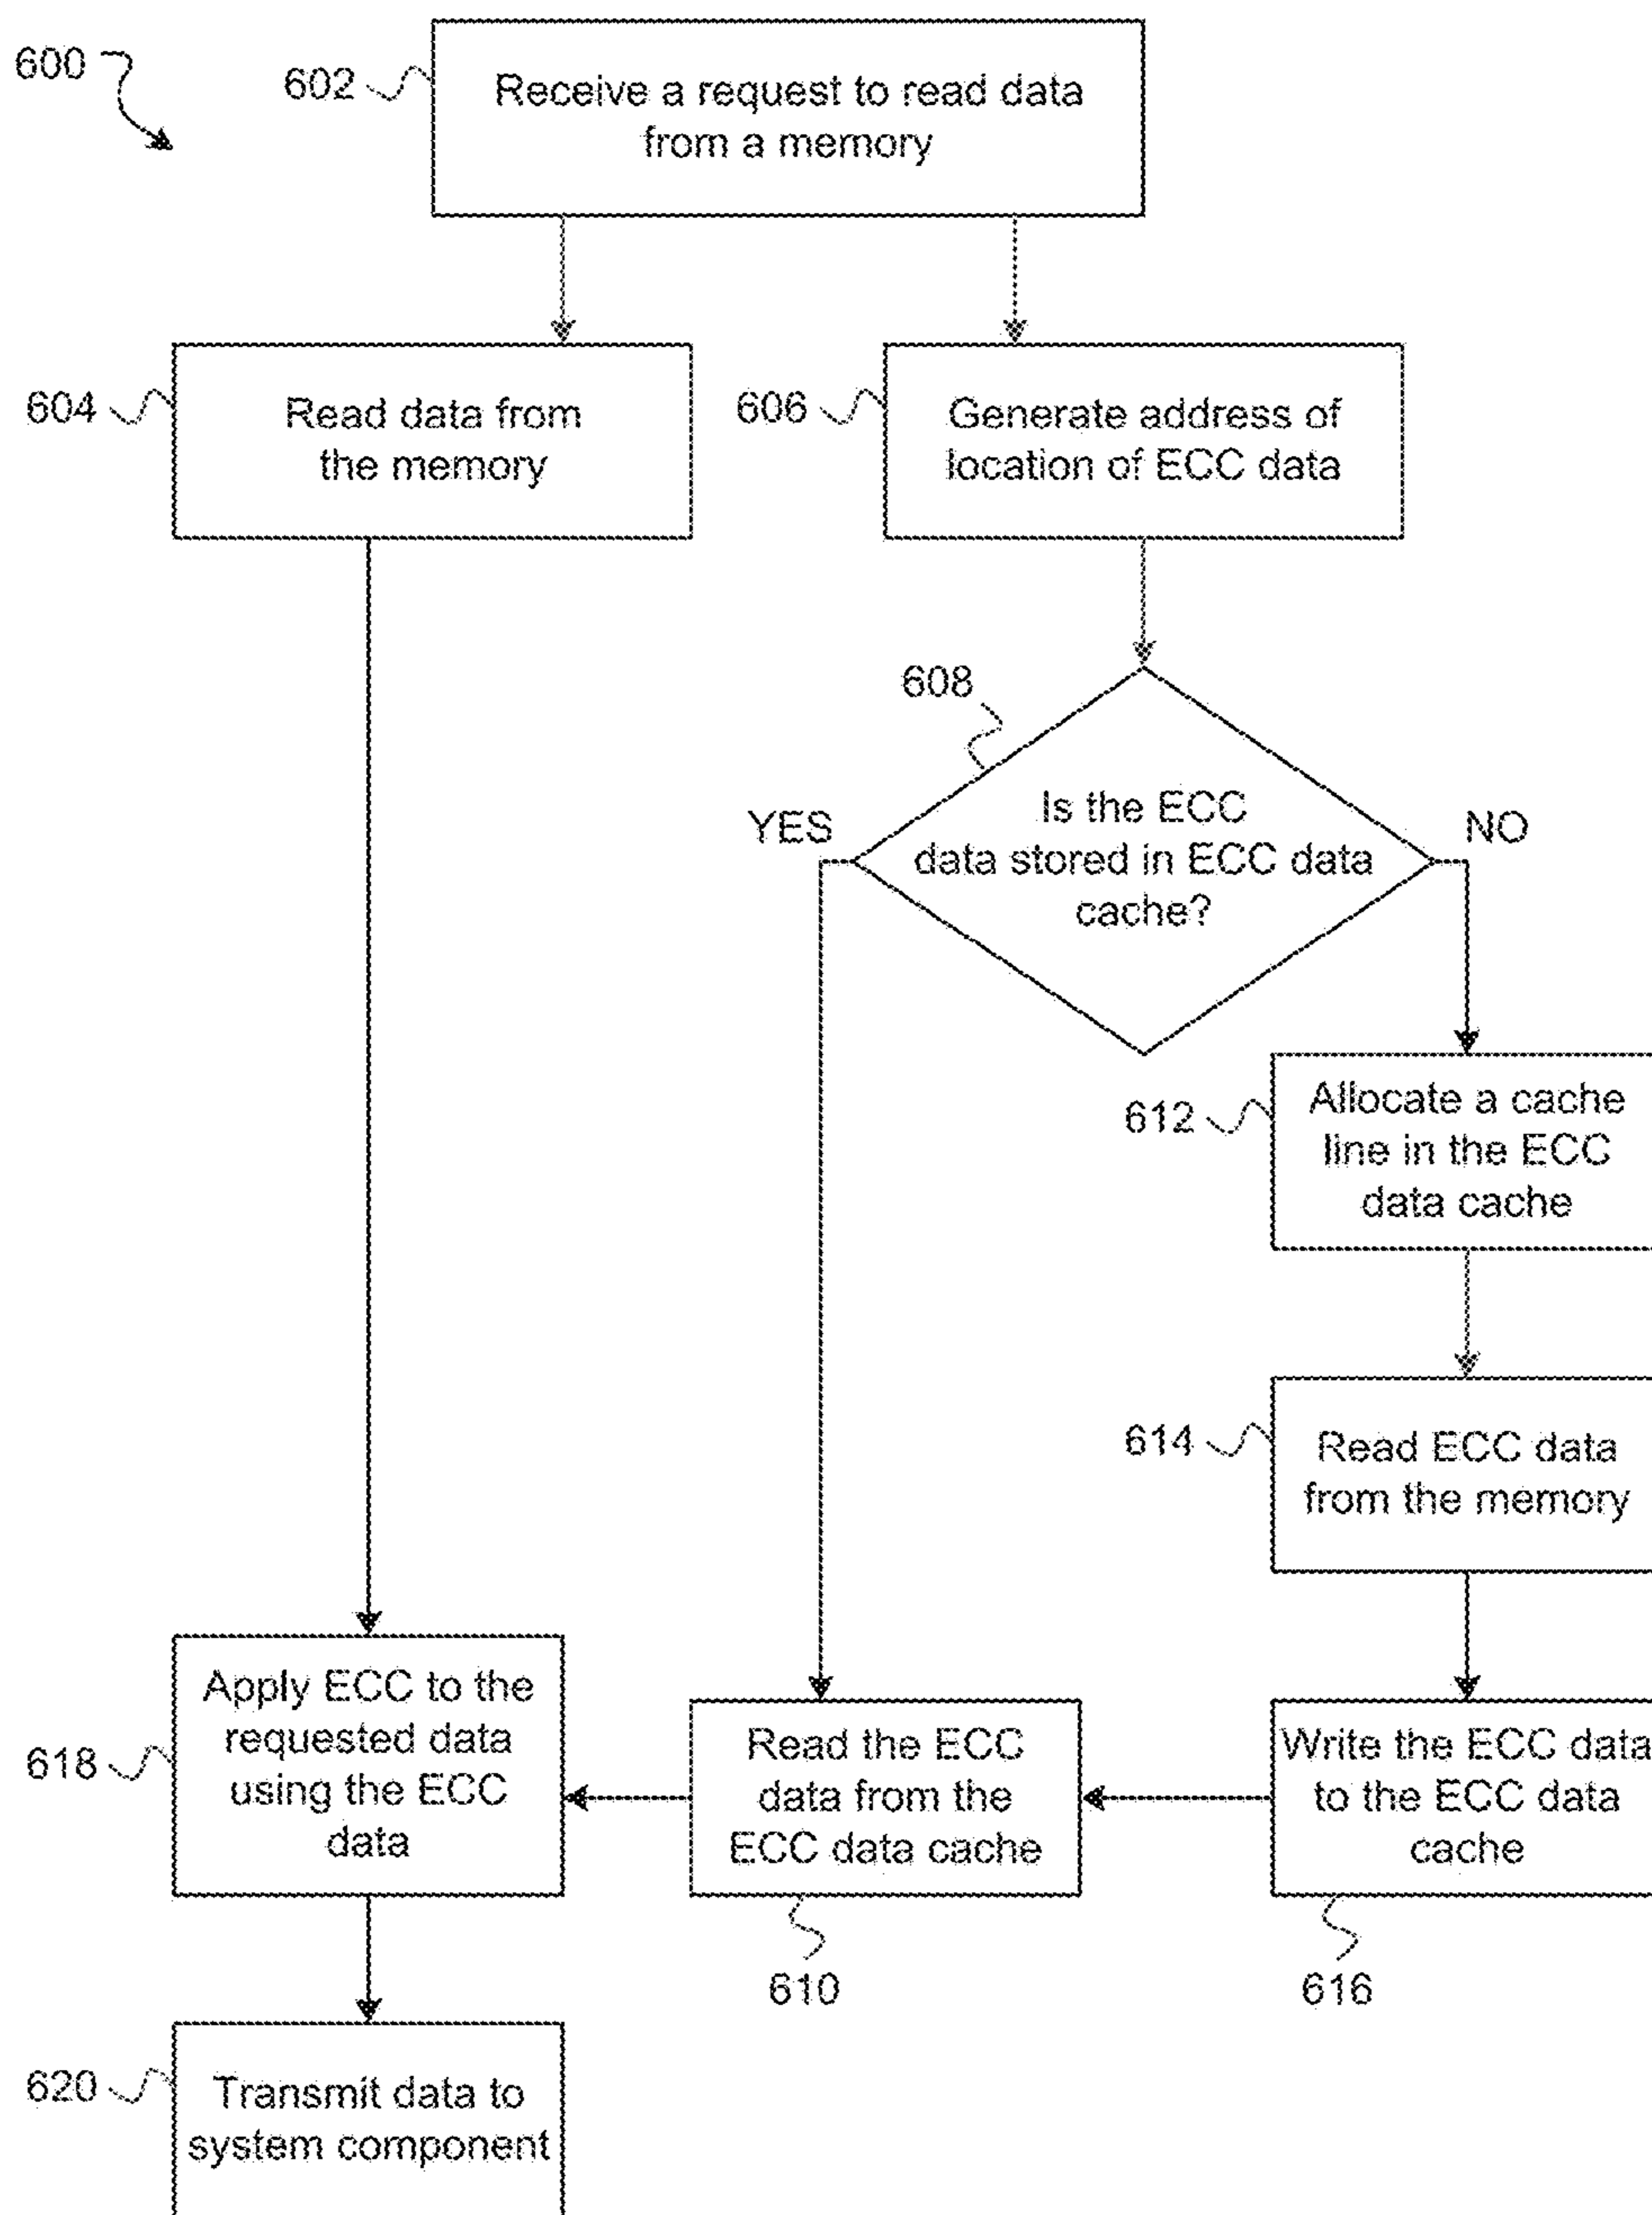 600
602
Receive a request to read data
from a memory
604
Read data from
the memory
606
Generate address of
location of ECC data
608
YES
Is the ECC
data stored in ECC data
cache?
NO
612
Allocate a cache
line in the ECC
data cache
614
Read ECC data
from the memory
618
Apply ECC to the
requested data
using the ECC
data
Read the ECC
data from the
ECC data cache
610
Write the ECC data
to the ECC data
cache
616
620
Transmit data to
system component